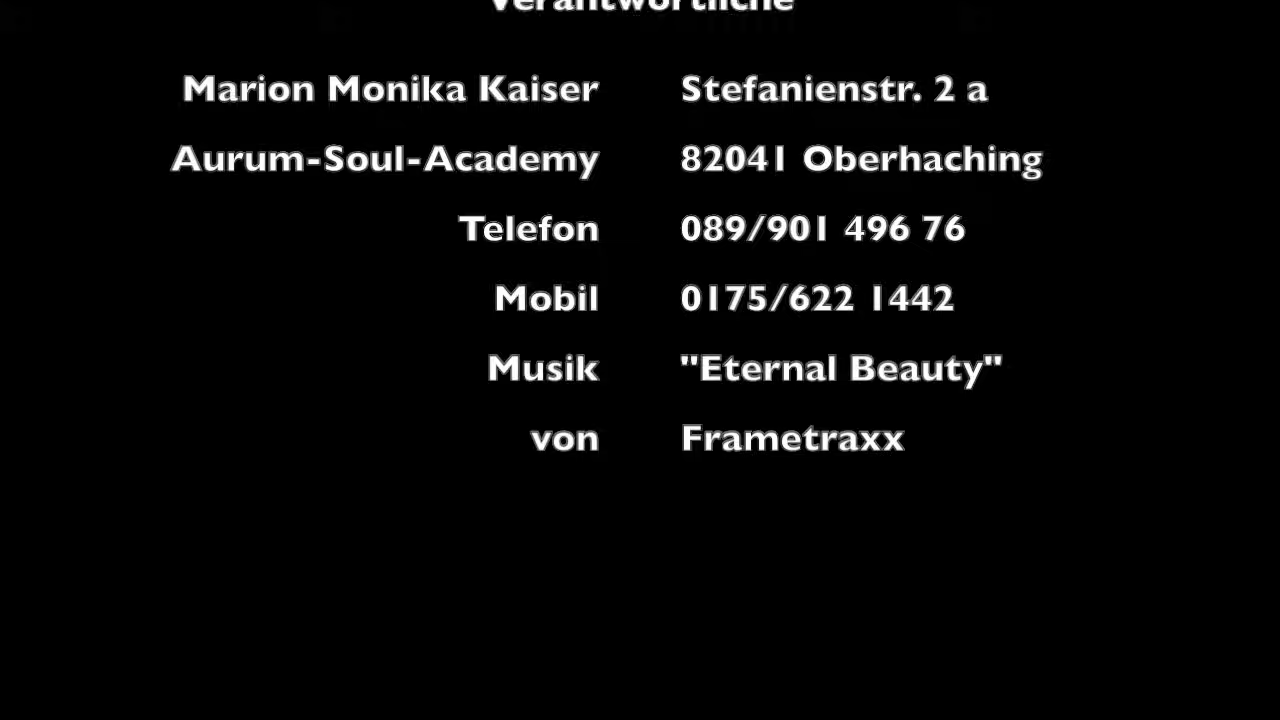 Verantwortliche
Marion Monika Kaiser Stefanienstr. 2 a
Aurum-Soul-Academy 82041 Oberhaching
Telefon 089/901 496 76
Mobil 0175/622 1442
Musik "Eternal Beauty"
von Frametraxx